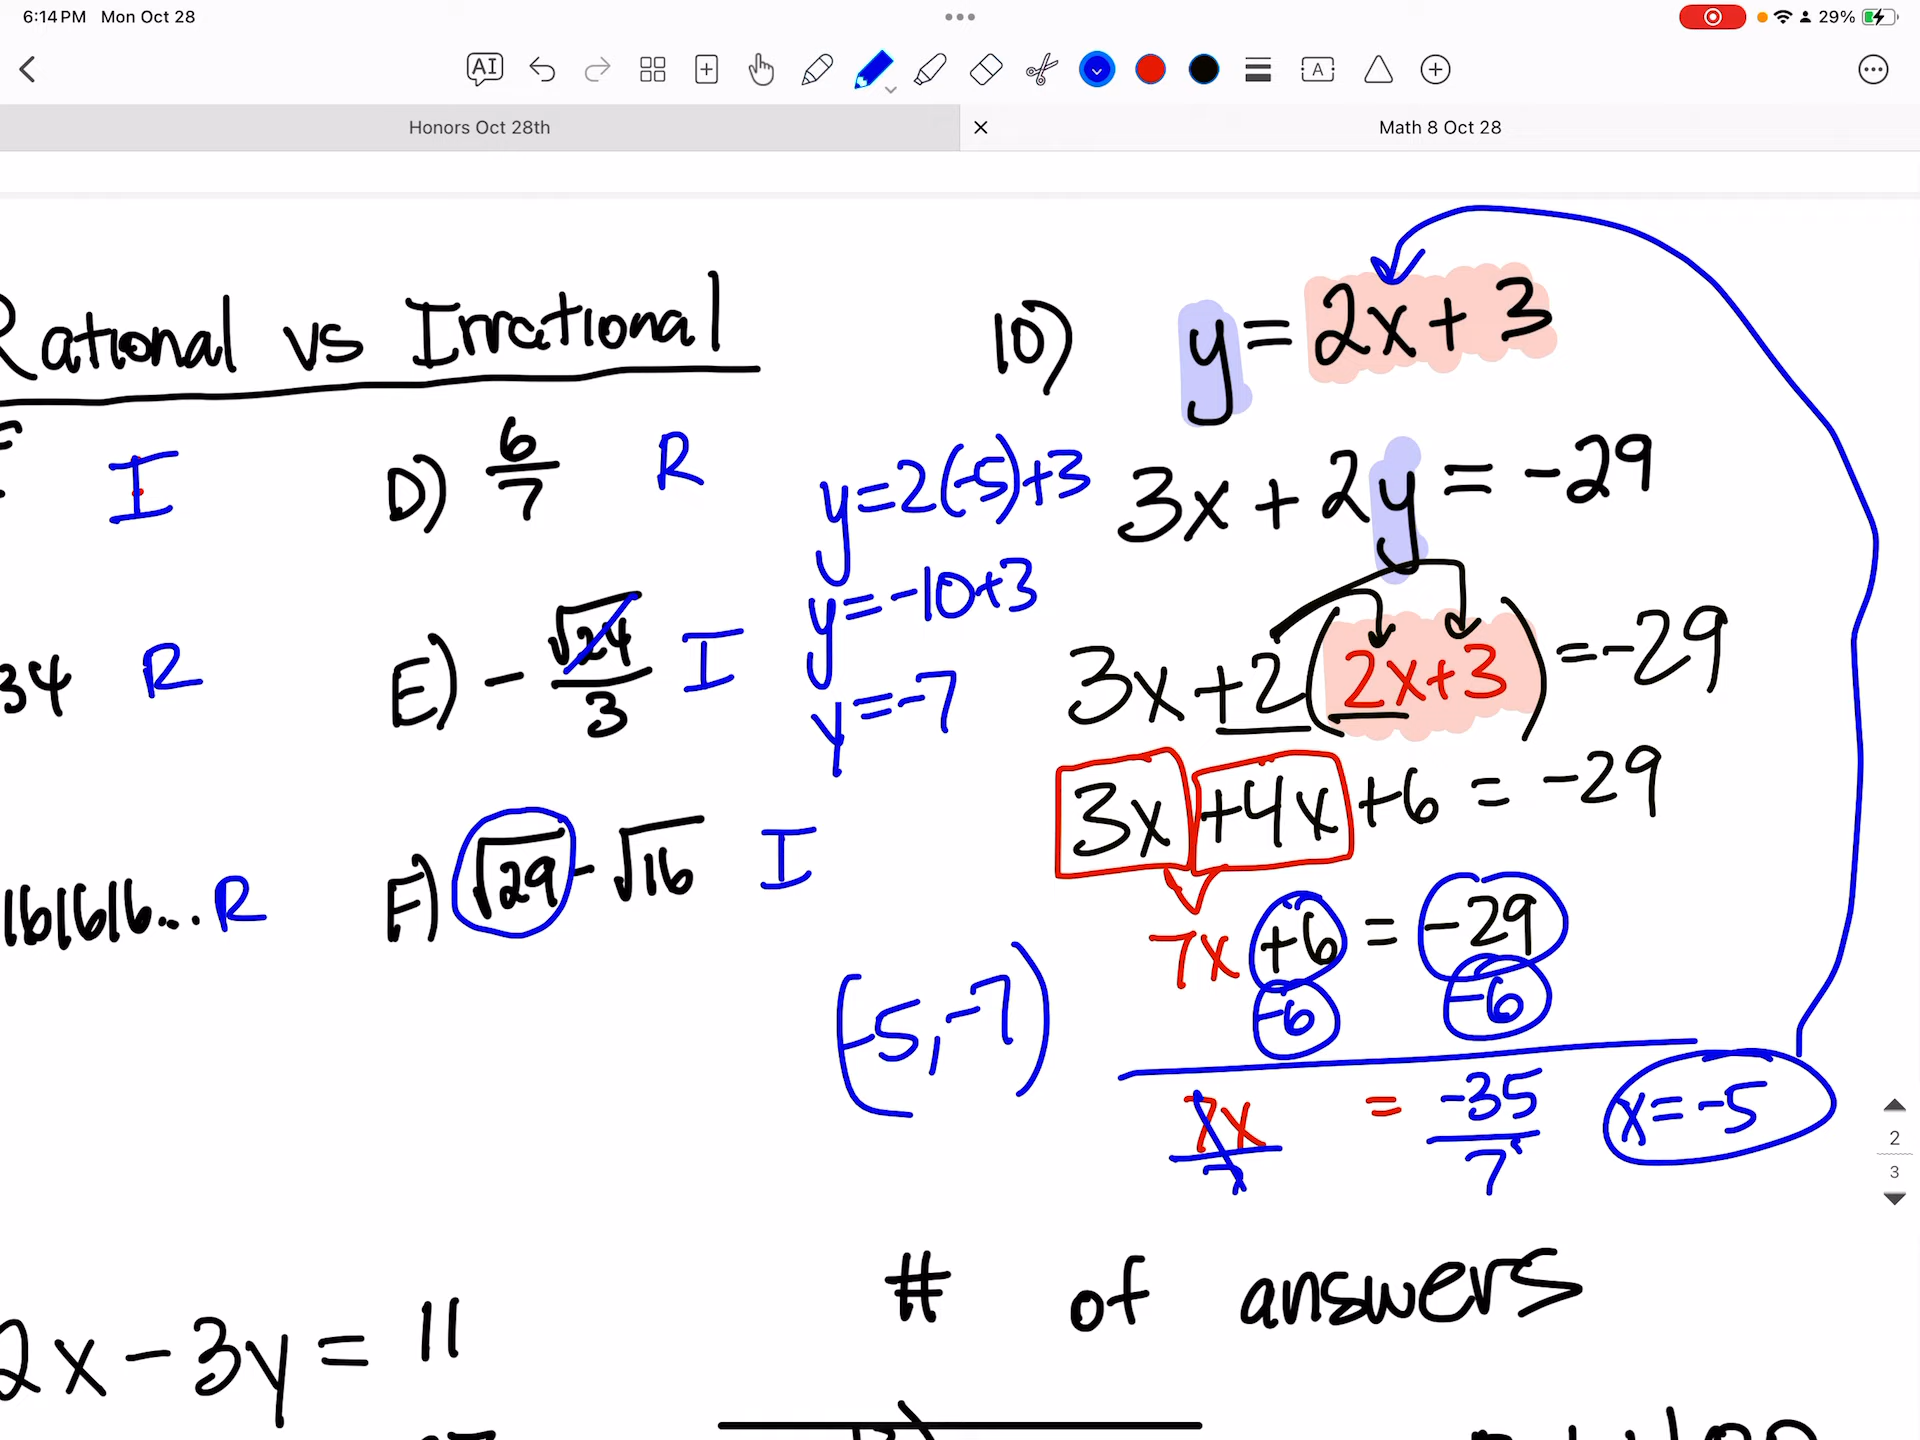 6:14 PM Mon Oct 28
29%
AI
A
Honors Oct 28th
Math 8 Oct 28
Rational vs Irrational
I
D) 6/7 R
34 R
E) - √24/3 I
161616... R
F) √29 - √16 I
10) y = 2x + 3
3x + 2y = -29
3x + 2(2x+3) = -29
3x +4x +6 = -29
7x +6 = -29
-6 -6
7x/7 = -35/7 x = -5
y = 2(-5)+3
y = -10+3
y = -7
(-5, -7)
2
3
# of answers
2x - 3y = 11